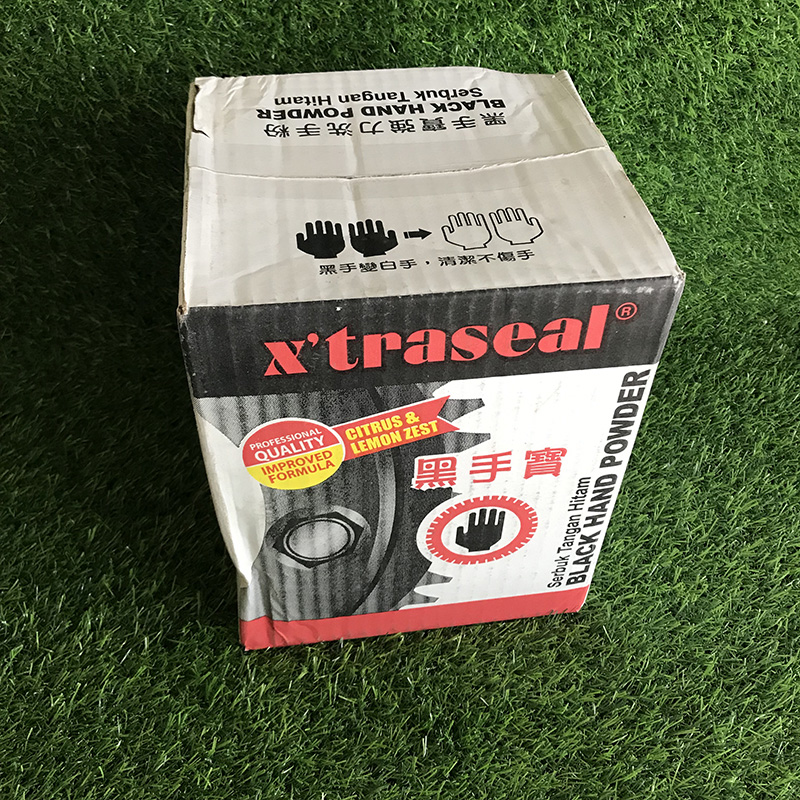 黑手寶強力洗手粉
BLACK HAND POWDER
Serbuk Tangan Hitam
黑手變白手，清潔不傷手
x'traseal®
PROFESSIONAL
QUALITY
IMPROVED
FORMULA
CITRUS &
LEMON ZEST
黑手寶
Serbuk Tangan Hitam
BLACK HAND POWDER